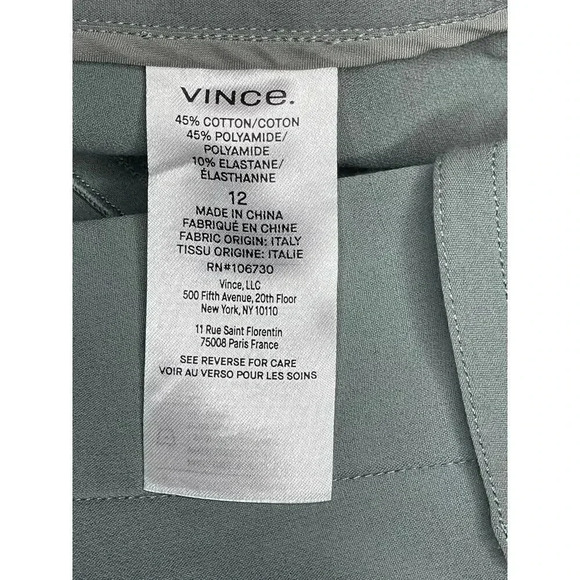 VINCE.
45% COTTON/COTON
45% POLYAMIDE/
POLYAMIDE
10% ELASTANE/
ÉLASTHANNE
12
MADE IN CHINA
FABRIQUÉ EN CHINE
FABRIC ORIGIN: ITALY
TISSU ORIGINE: ITALIE
RN#106730
Vince, LLC
500 Fifth Avenue, 20th Floor
New York, NY 10110
11 Rue Saint Florentin
75008 Paris France
SEE REVERSE FOR CARE
VOIR AU VERSO POUR LES SOINS